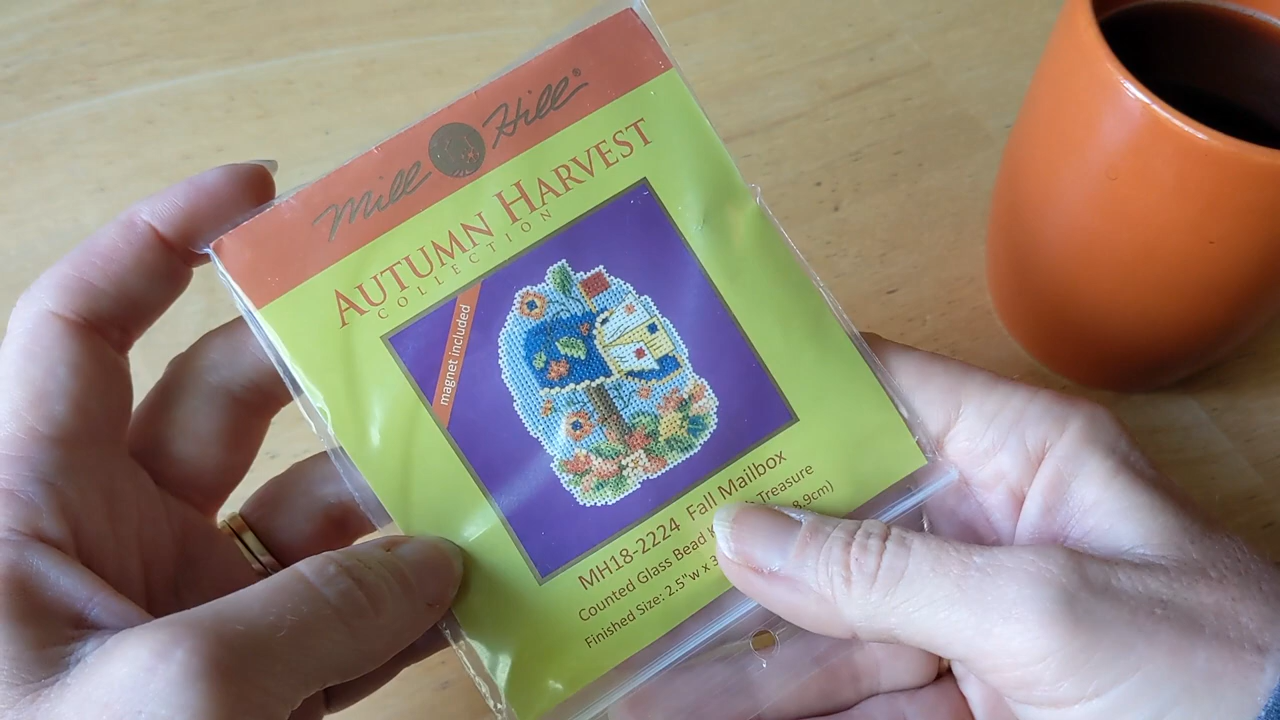 Mill Hill®
AUTUMN HARVEST
COLLECTION
magnet included
MH18-2224 Fall Mailbox
Counted Glass Bead K Treasure
Finished Size: 2.5"w x 3 8.9cm)